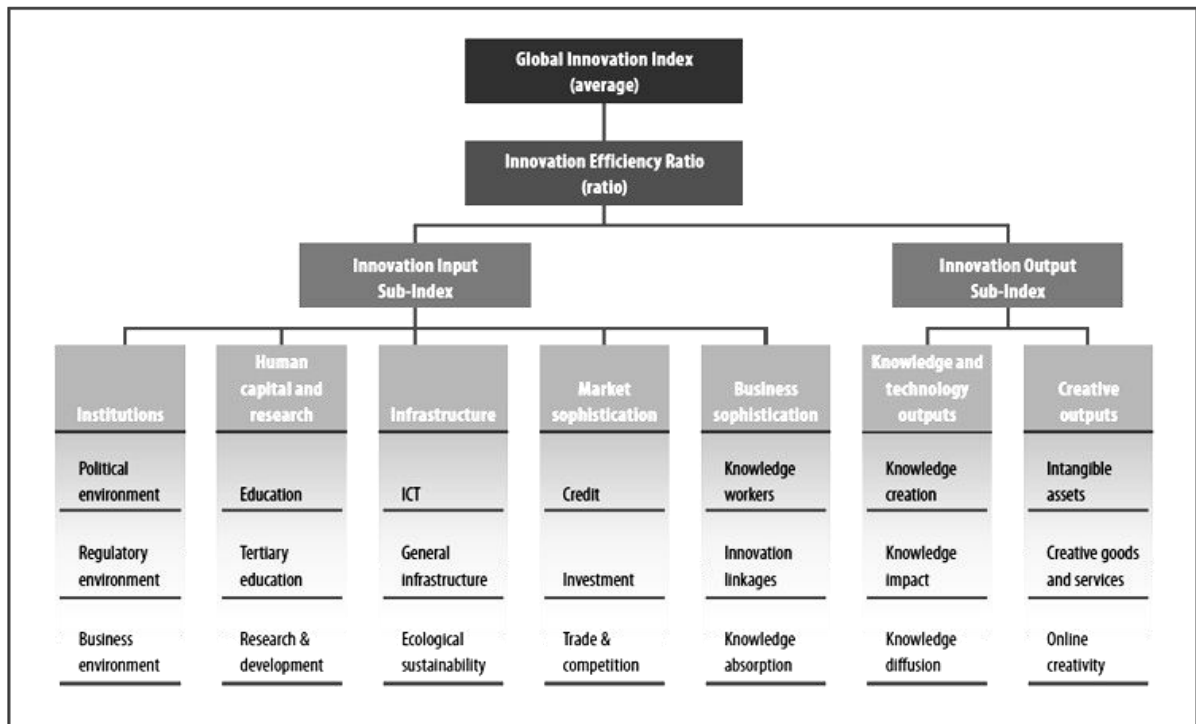 Global Innovation Index
(average)
Innovation Efficiency Ratio
(ratio)
Innovation Input
Sub-Index
Innovation Output
Sub-Index
Institutions
Human
capital and
research
Infrastructure
Market
sophistication
Business
sophistication
Knowledge and
technology
outputs
Creative
outputs
Political
environment
Education
ICT
Credit
Knowledge
workers
Knowledge
creation
Intangible
assets
Regulatory
environment
Tertiary
education
General
infrastructure
Investment
Innovation
linkages
Knowledge
impact
Creative goods
and services
Business
environment
Research &
development
Ecological
sustainability
Trade &
competition
Knowledge
absorption
Knowledge
diffusion
Online
creativity